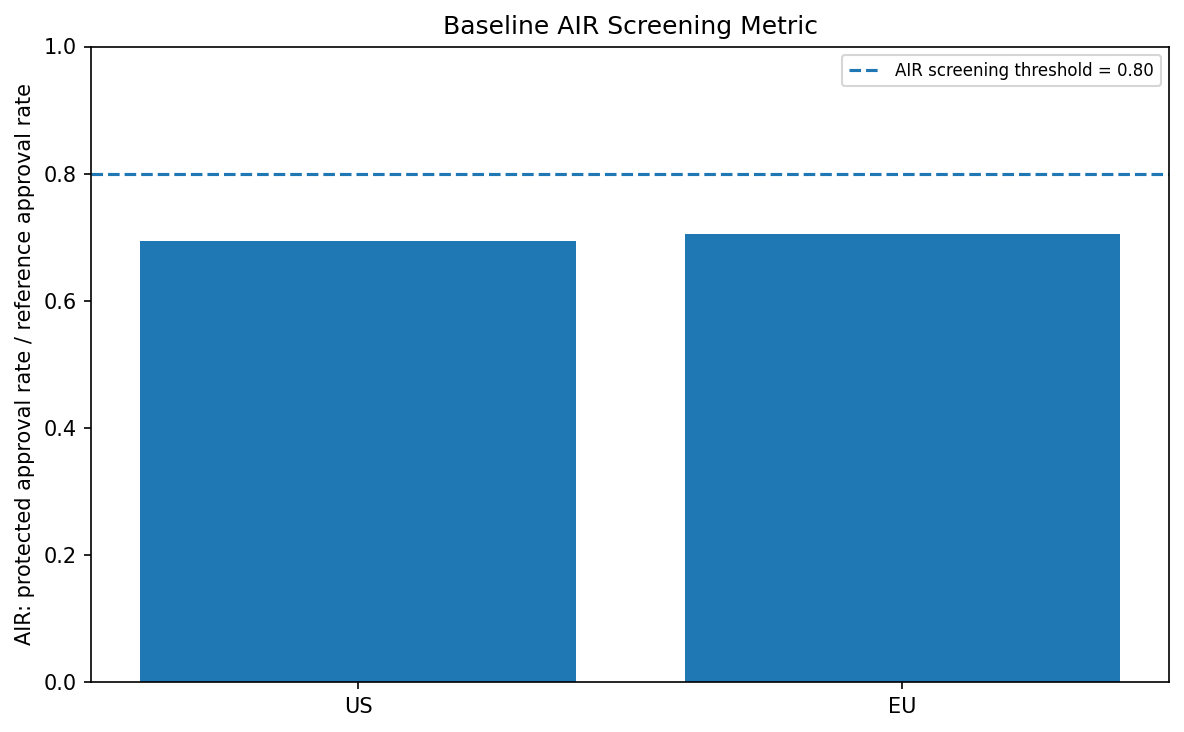 Baseline AIR Screening Metric
AIR screening threshold = 0.80
AIR: protected approval rate / reference approval rate
1.0
0.8
0.6
0.4
0.2
0.0
US
EU